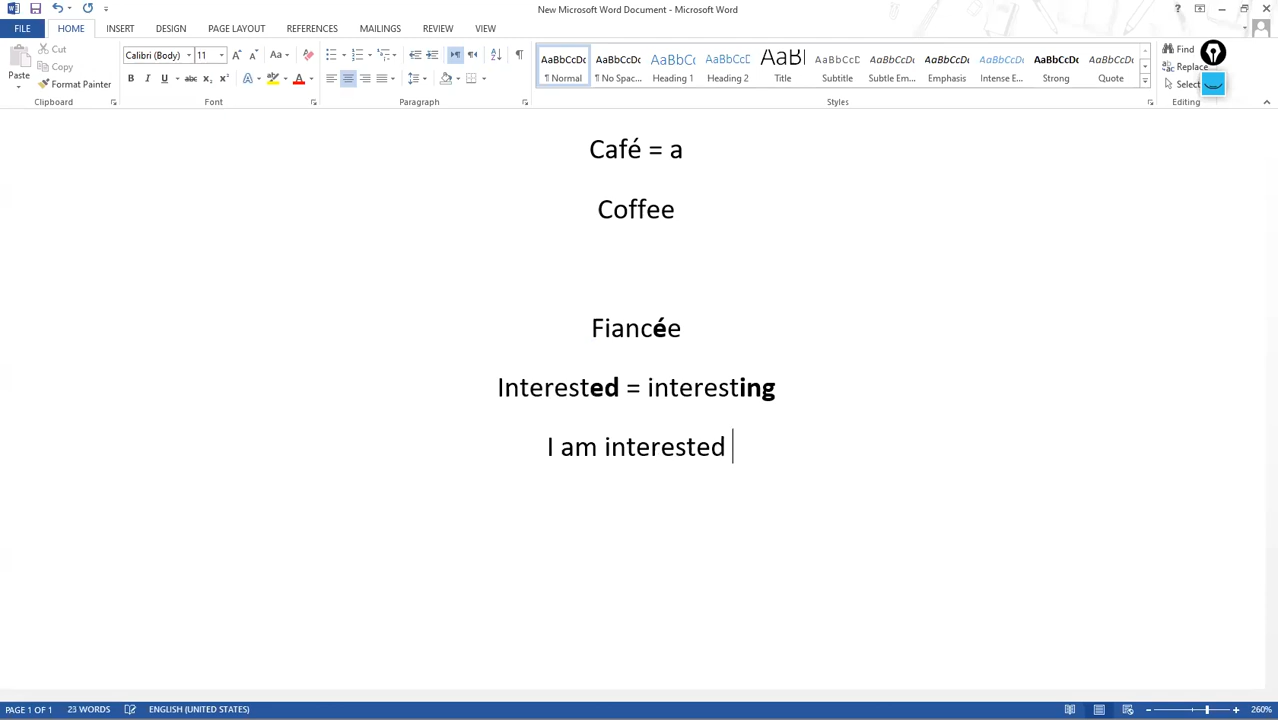 New Microsoft Word Document - Microsoft Word
FILE HOME INSERT DESIGN PAGE LAYOUT REFERENCES MAILINGS REVIEW VIEW
Paste
Cut
Copy
Format Painter
Clipboard
Calibri (Body) 11
Font
Paragraph
AaBbCcDc AaBbCcDc AaBbCc AaBbCcD AaB AaBbCcD AaBbCcDc AaBbCcDc AaBbCcDc AaBbCcDc AaBbCcDc
¶ Normal ¶ No Spac... Heading 1 Heading 2 Title Subtitle Subtle Em... Emphasis Intense E... Strong Quote
Styles
Find
Replace
Select
Editing
Café = a
Coffee
Fiancée
Interested = interesting
I am interested
PAGE 1 OF 1 23 WORDS ENGLISH (UNITED STATES) 260%